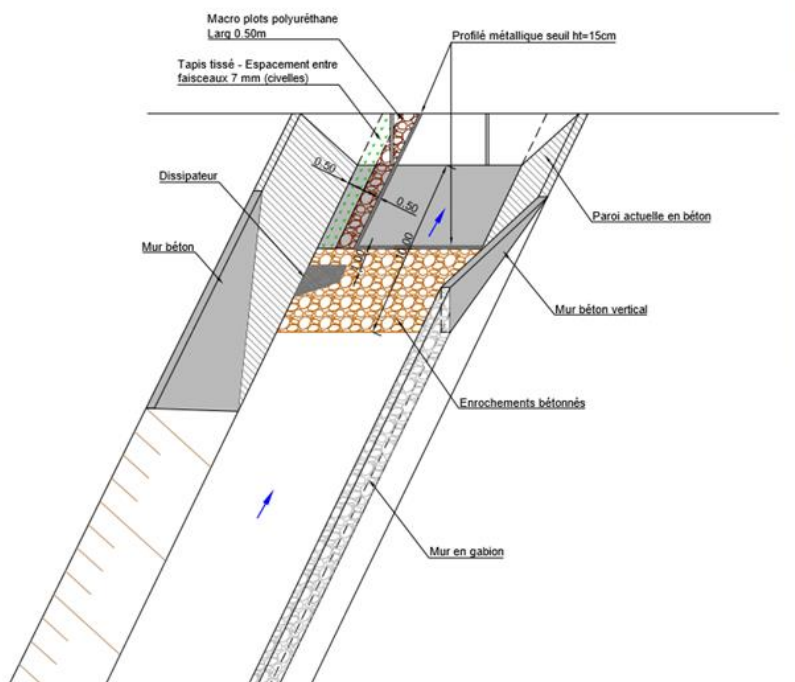 Macro plots polyuréthane
Larg 0.50m
Profilé métallique seuil ht=15cm
Tapis tissé - Espacement entre
faisceaux 7 mm (civelles)
0.50
0.50
Dissipateur
Paroi actuelle en béton
Mur béton
10.00
Mur béton vertical
Enrochements bétonnés
Mur en gabion